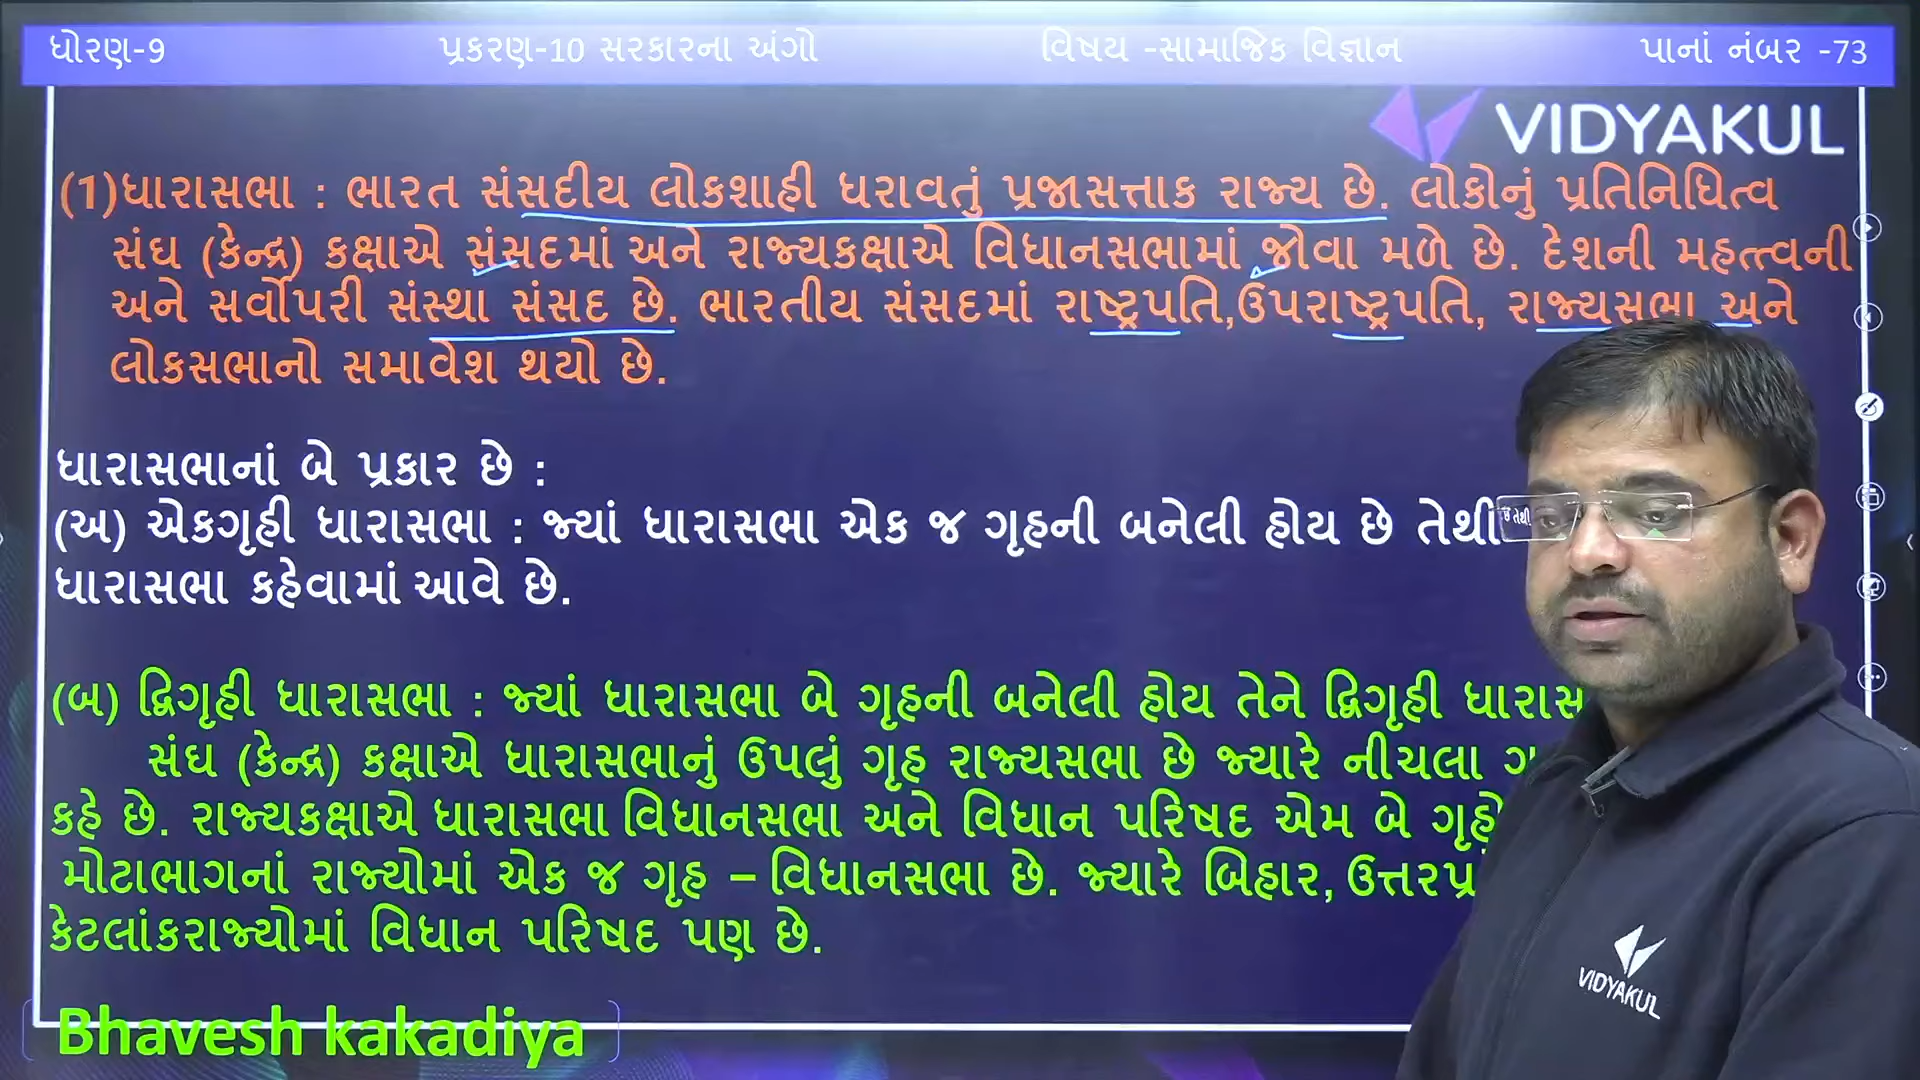 ધોરણ-9 પ્રકરણ-10 સરકારના અંગો વિષય -સામાજિક વિજ્ઞાન પાનાં નંબર -73
VIDYAKUL
(1)ધારાસભા : ભારત સંસદીય લોકશાહી ધરાવતું પ્રજાસત્તાક રાજ્ય છે. લોકોનું પ્રતિનિધિત્વ
સંઘ (કેન્દ્ર) કક્ષાએ સંસદમાં અને રાજ્યકક્ષાએ વિધાનસભામાં જોવા મળે છે. દેશની મહત્ત્વની
અને સર્વોપરી સંસ્થા સંસદ છે. ભારતીય સંસદમાં રાષ્ટ્રપતિ,ઉપરાષ્ટ્રપતિ, રાજ્યસભા અને
લોકસભાનો સમાવેશ થયો છે.
ધારાસભાનાં બે પ્રકાર છે :
(અ) એકગૃહી ધારાસભા : જ્યાં ધારાસભા એક જ ગૃહની બનેલી હોય છે તેથી
ધારાસભા કહેવામાં આવે છે.
(બ) દ્વિગૃહી ધારાસભા : જ્યાં ધારાસભા બે ગૃહની બનેલી હોય તેને દ્વિગૃહી
સંઘ (કેન્દ્ર) કક્ષાએ ધારાસભાનું ઉપલું ગૃહ રાજ્યસભા છે જ્યારે નીચલા
કહે છે. રાજ્યકક્ષાએ ધારાસભા વિધાનસભા અને વિધાન પરિષદ એમ બે
મોટાભાગનાં રાજ્યોમાં એક જ ગૃહ – વિધાનસભા છે. જ્યારે બિહાર,
કેટલાંકરાજ્યોમાં વિધાન પરિષદ પણ છે.
Bhavesh kakadiya
VIDYAKUL